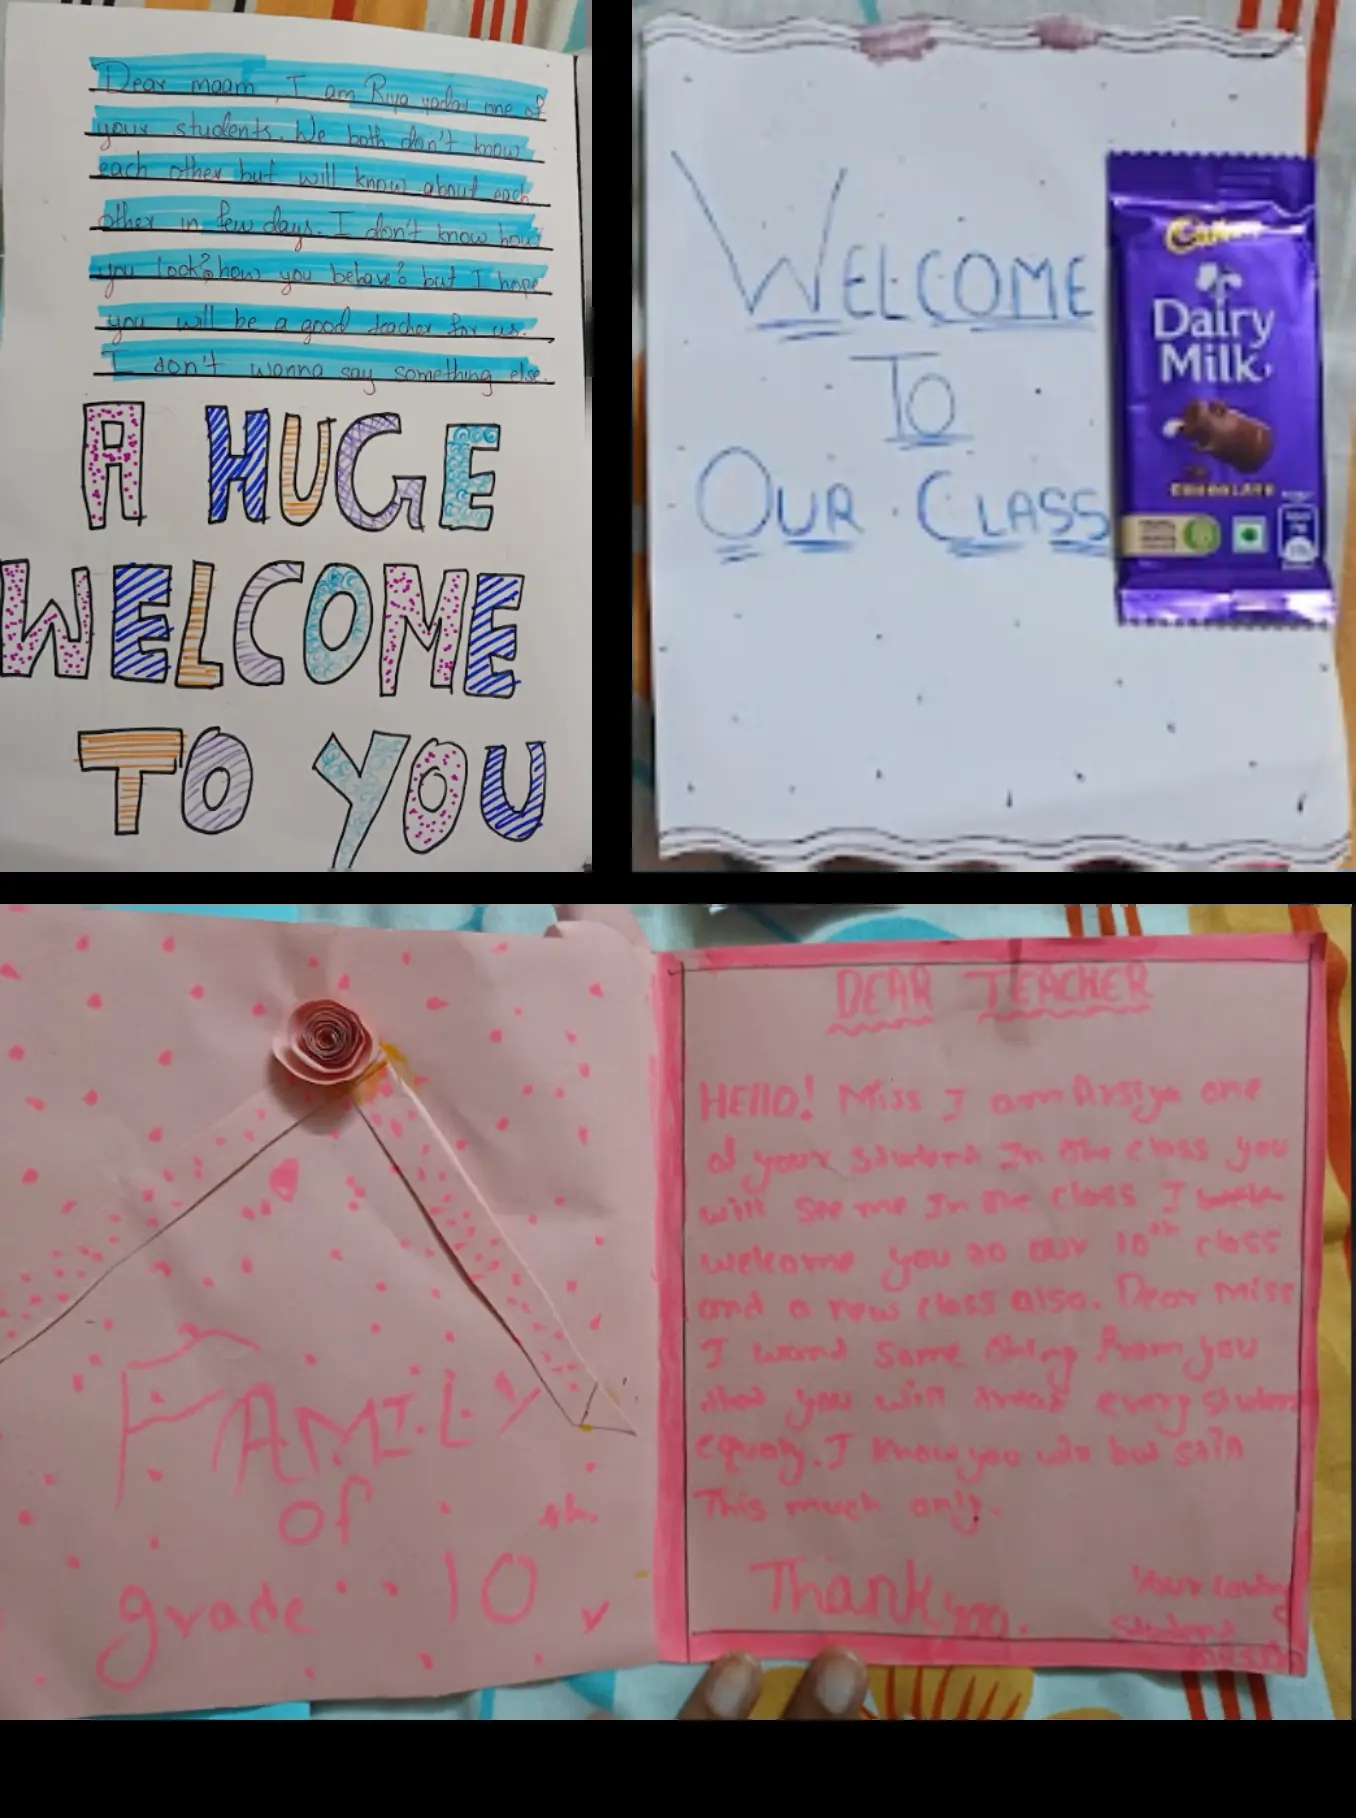 Dear maam, I am Riya yadav one of
your students. We both don't know
each other but will know about each
other in few days. I don't know how
you look? how you behave? but I hope
you will be a good teacher for us.
I don't wanna say something else.
A HUGE
WELCOME
TO YOU
WELCOME
TO
OUR CLASS
Cadbury
Dairy
Milk
CHOCOLATE
FAMILY
of
grade 10
DEAR TEACHER
HEllO! Miss I am Arsiya one
of your student In the class you
will see me In the class I
welcome you to our 10th class
and a new class also. Dear miss
I want some thing from you
that you will treat every student
equaly. I know you will but still
This much only.
Thank you.
Your Loving
student